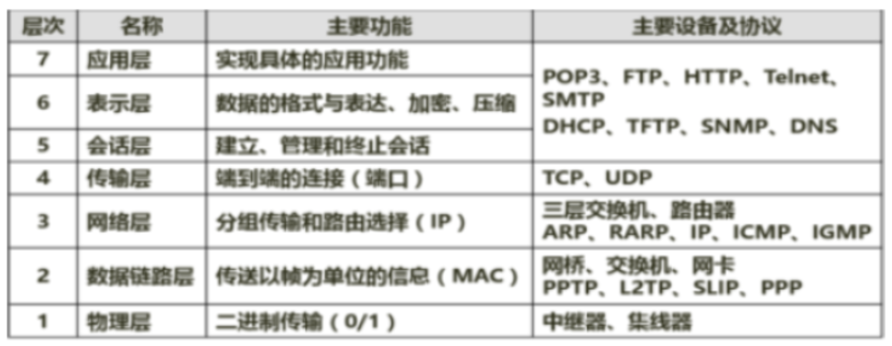 层次 名称 主要功能 主要设备及协议
7 应用层 实现具体的应用功能
POP3、FTP、HTTP、Telnet、
SMTP
6 表示层 数据的格式与表达、加密、压缩
DHCP、TFTP、SNMP、DNS
5 会话层 建立、管理和终止会话
4 传输层 端到端的连接（端口） TCP、UDP
3 网络层 分组传输和路由选择（IP） 三层交换机、路由器
ARP、RARP、IP、ICMP、IGMP
2 数据链路层 传送以帧为单位的信息（MAC） 网桥、交换机、网卡
PPTP、L2TP、SLIP、PPP
1 物理层 二进制传输（0/1） 中继器、集线器